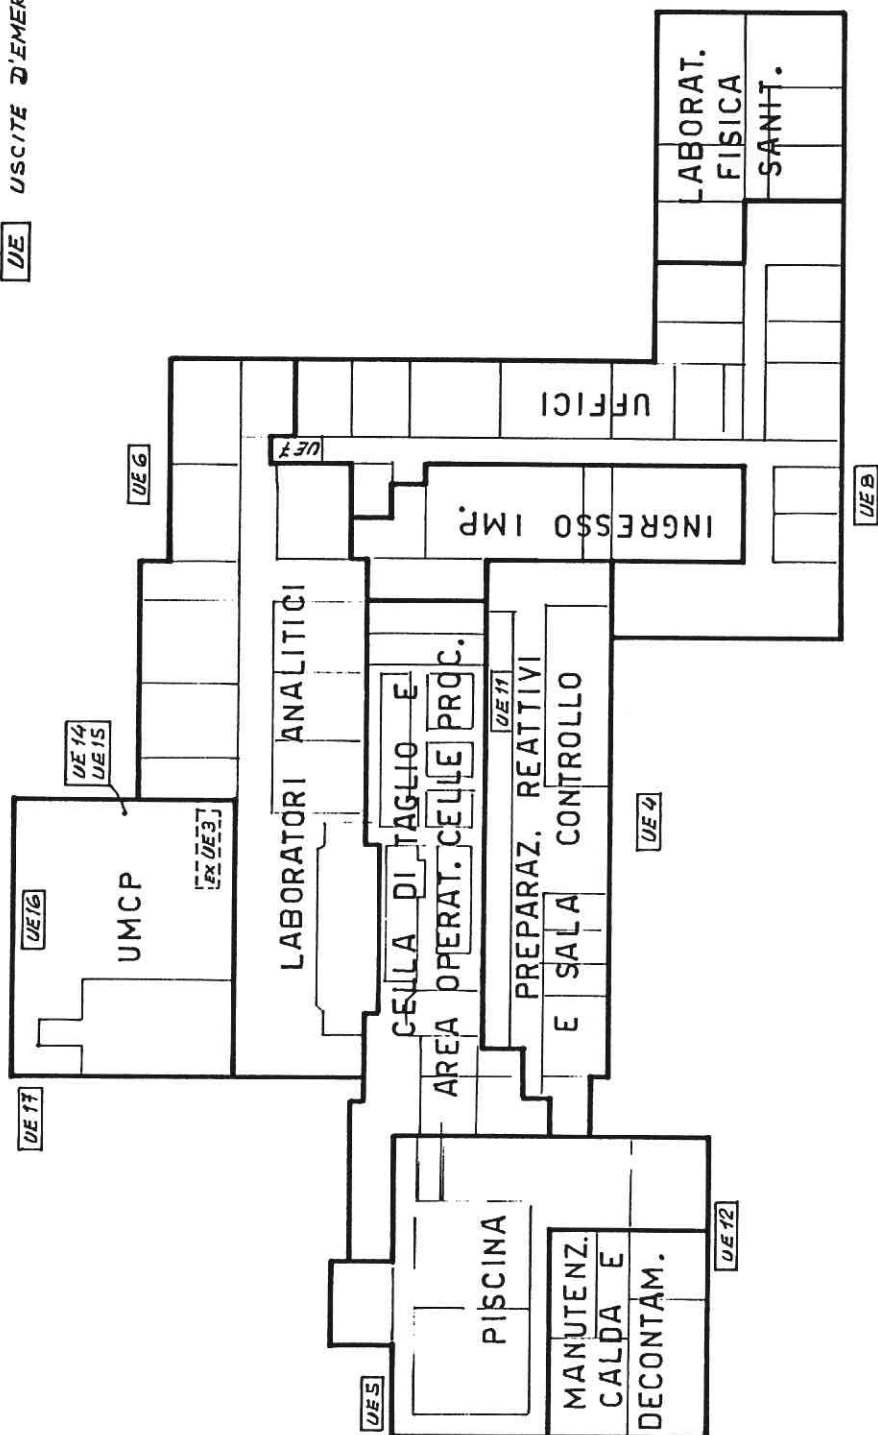 UE USCITE D'EMER
LABORAT.
FISICA
SANIT.
UFFICI
UE6
UE7
UE8
INGRESSO IMP.
LABORATORI ANALITICI
CELLA DI TAGLIO E
AREA OPERAT. CELLE PROC.
UE11
PREPARAZ. REATTIVI
E SALA CONTROLLO
UE14
UE15
UE4
UE16
UMCP
EX UE3
UE17
PISCINA
UE12
MANUTENZ.
CALDA E
DECONTAM.
UE5